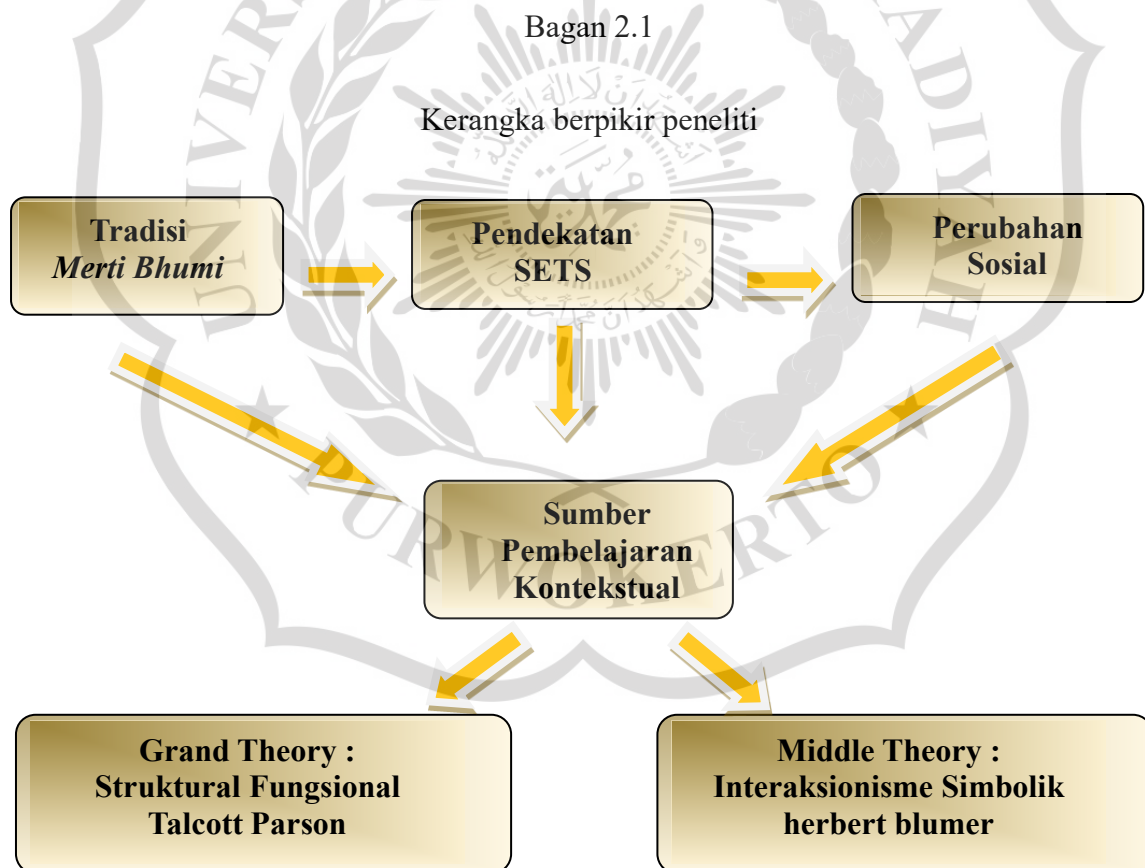 Bagan 2.1
Kerangka berpikir peneliti
Tradisi
Merti Bhumi
Pendekatan
SETS
Perubahan
Sosial
Sumber
Pembelajaran
Kontekstual
Grand Theory :
Struktural Fungsional
Talcott Parson
Middle Theory :
Interaksionisme Simbolik
herbert blumer
PURWOKERTO